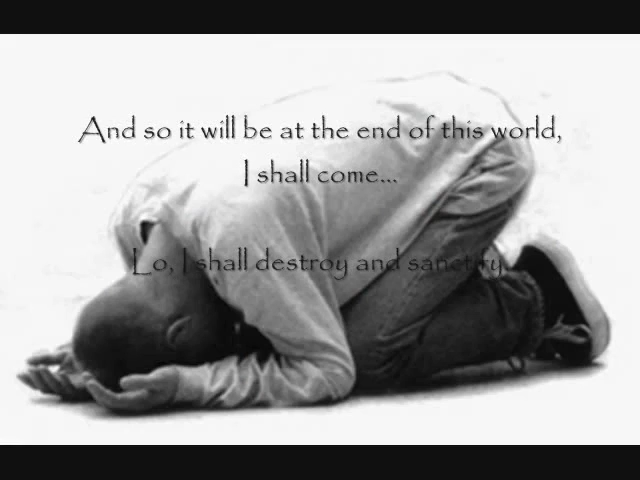 And so it will be at the end of this world,
I shall come...
Lo, I shall destroy and sanctify